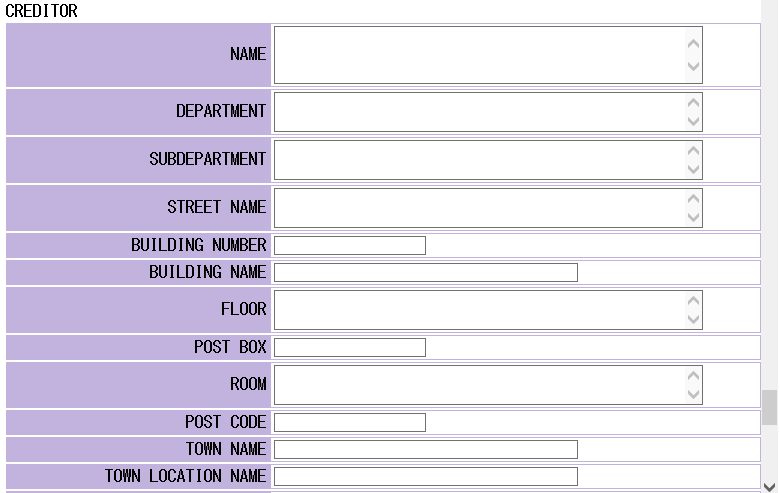 CREDITOR
NAME
DEPARTMENT
SUBDEPARTMENT
STREET NAME
BUILDING NUMBER
BUILDING NAME
FLOOR
POST BOX
ROOM
POST CODE
TOWN NAME
TOWN LOCATION NAME